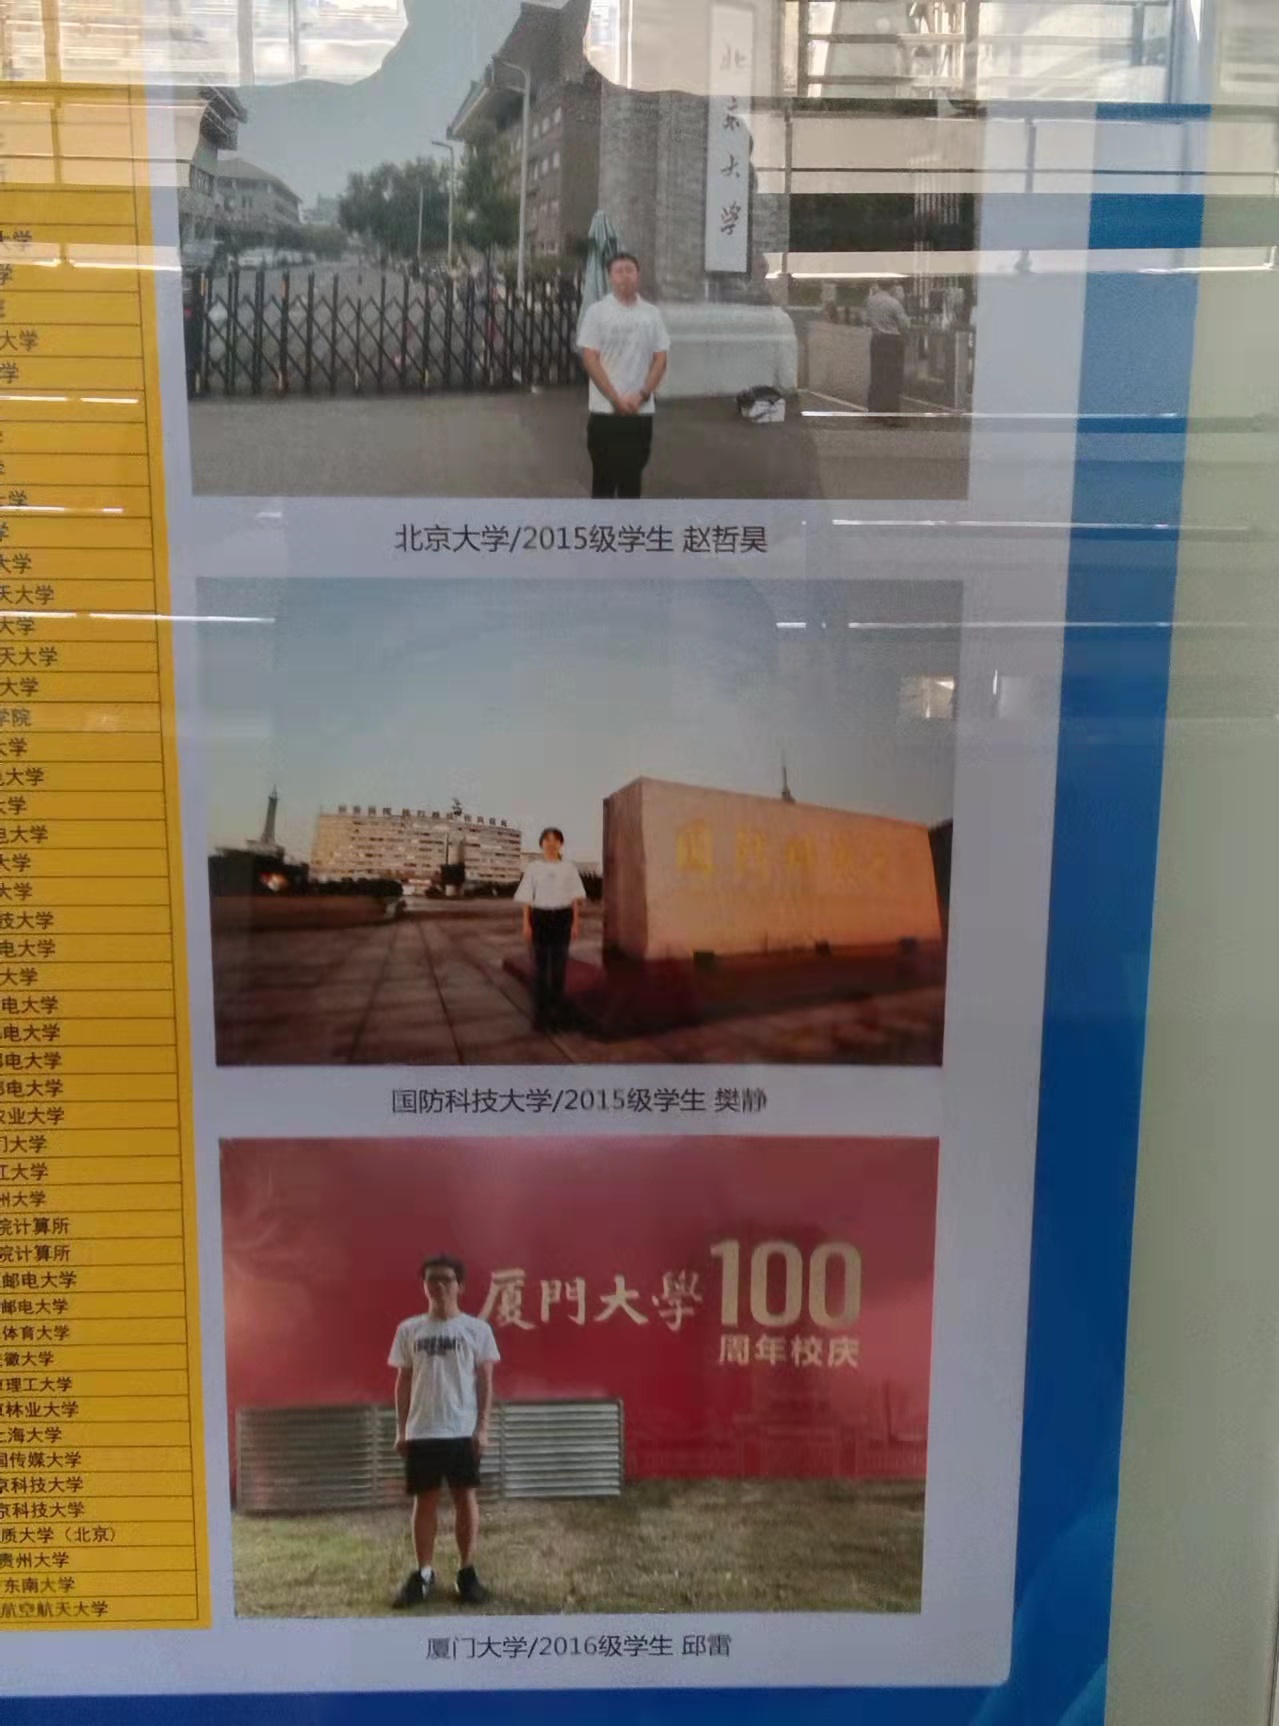 大学
学
大学
学
学
学
大学
天大学
大学
天大学
大学
学院
大学
大学
大学
电大学
大学
大学
技大学
电大学
大学
电大学
电大学
邮电大学
邮电大学
农业大学
门大学
江大学
州大学
院计算所
院计算所
邮电大学
邮电大学
体育大学
安徽大学
理工大学
林业大学
上海大学
国传媒大学
京科技大学
京科技大学
质大学（北京）
贵州大学
东南大学
航空航天大学
北京大学
北京大学/2015级学生 赵哲昊
国防科技大学/2015级学生 樊静
厦門大學100
周年校庆
厦门大学/2016级学生 邱雷